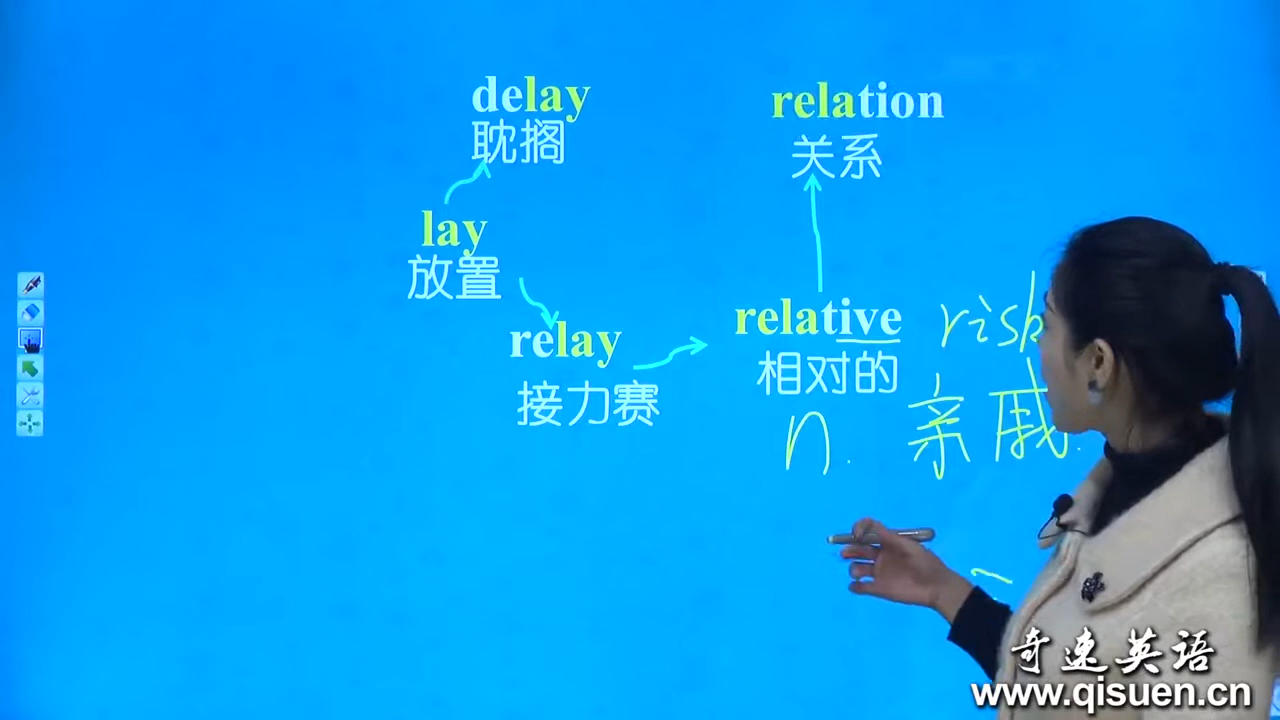 delay
耽搁
relation
关系
lay
放置
relative
risk
relay
相对的
接力赛
n. 亲戚.
奇速英语
www.qisuen.cn